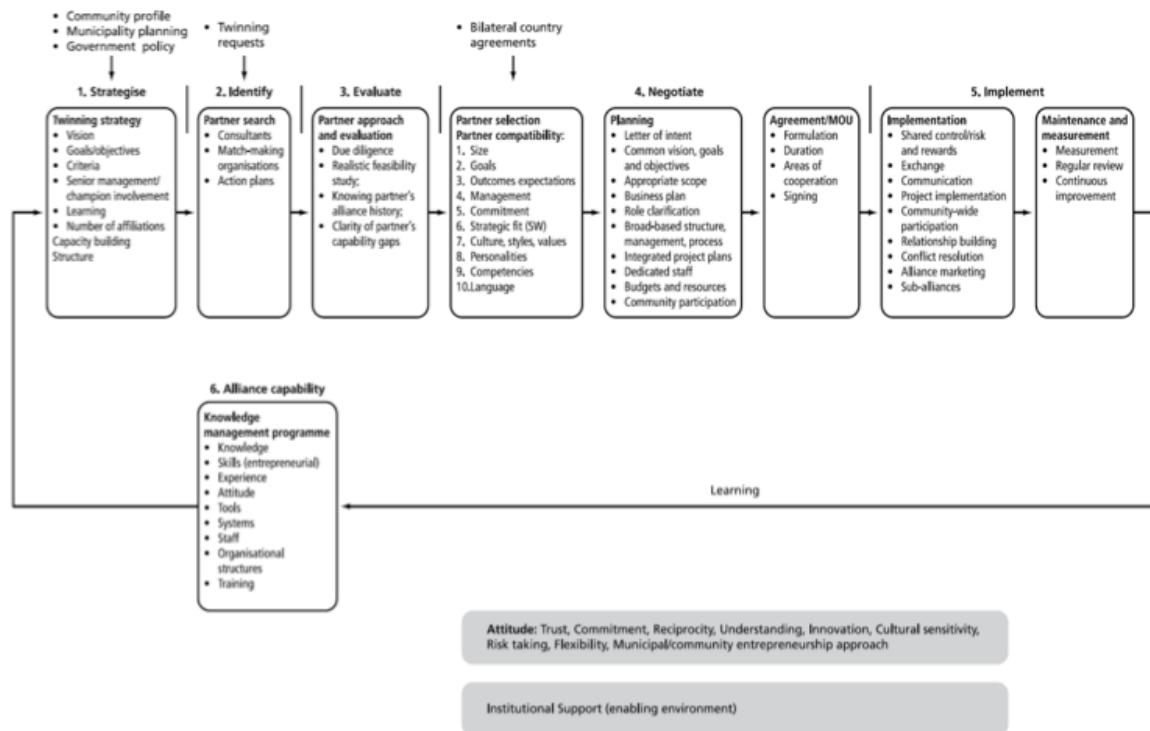 • Community profile
• Municipality planning
• Government policy
• Twinning
requests
• Bilateral country
agreements
1. Strategise
2. Identify
3. Evaluate
4. Negotiate
5. Implement
Twinning strategy
• Vision
• Goals/objectives
• Criteria
• Senior management/
champion involvement
• Learning
• Number of affiliations
Capacity building
Structure
Partner search
• Consultants
• Match-making
organisations
• Action plans
Partner approach
and evaluation
• Due diligence
• Realistic feasibility
study;
• Knowing partner's
alliance history;
• Clarity of partner's
capability gaps
Partner selection
Partner compatibility:
1. Size
2. Goals
3. Outcomes expectations
4. Management
5. Commitment
6. Strategic fit (SW)
7. Culture, styles, values
8. Personalities
9. Competencies
10.Language
Planning
• Letter of intent
• Common vision, goals
and objectives
• Appropriate scope
• Business plan
• Role clarification
• Broad-based structure,
management, process
• Integrated project plans
• Dedicated staff
• Budgets and resources
• Community participation
Agreement/MOU
• Formulation
• Duration
• Areas of
cooperation
• Signing
Implementation
• Shared control/risk
and rewards
• Exchange
• Communication
• Project implementation
• Community-wide
participation
• Relationship building
• Conflict resolution
• Alliance marketing
• Sub-alliances
Maintenance and
measurement
• Measurement
• Regular review
• Continuous
improvement
6. Alliance capability
Knowledge
management programme
• Knowledge
• Skills (entrepreneurial)
• Experience
• Attitude
• Tools
• Systems
• Staff
• Organisational
structures
• Training
Learning
Attitude: Trust, Commitment, Reciprocity, Understanding, Innovation, Cultural sensitivity,
Risk taking, Flexibility, Municipal/community entrepreneurship approach
Institutional Support (enabling environment)